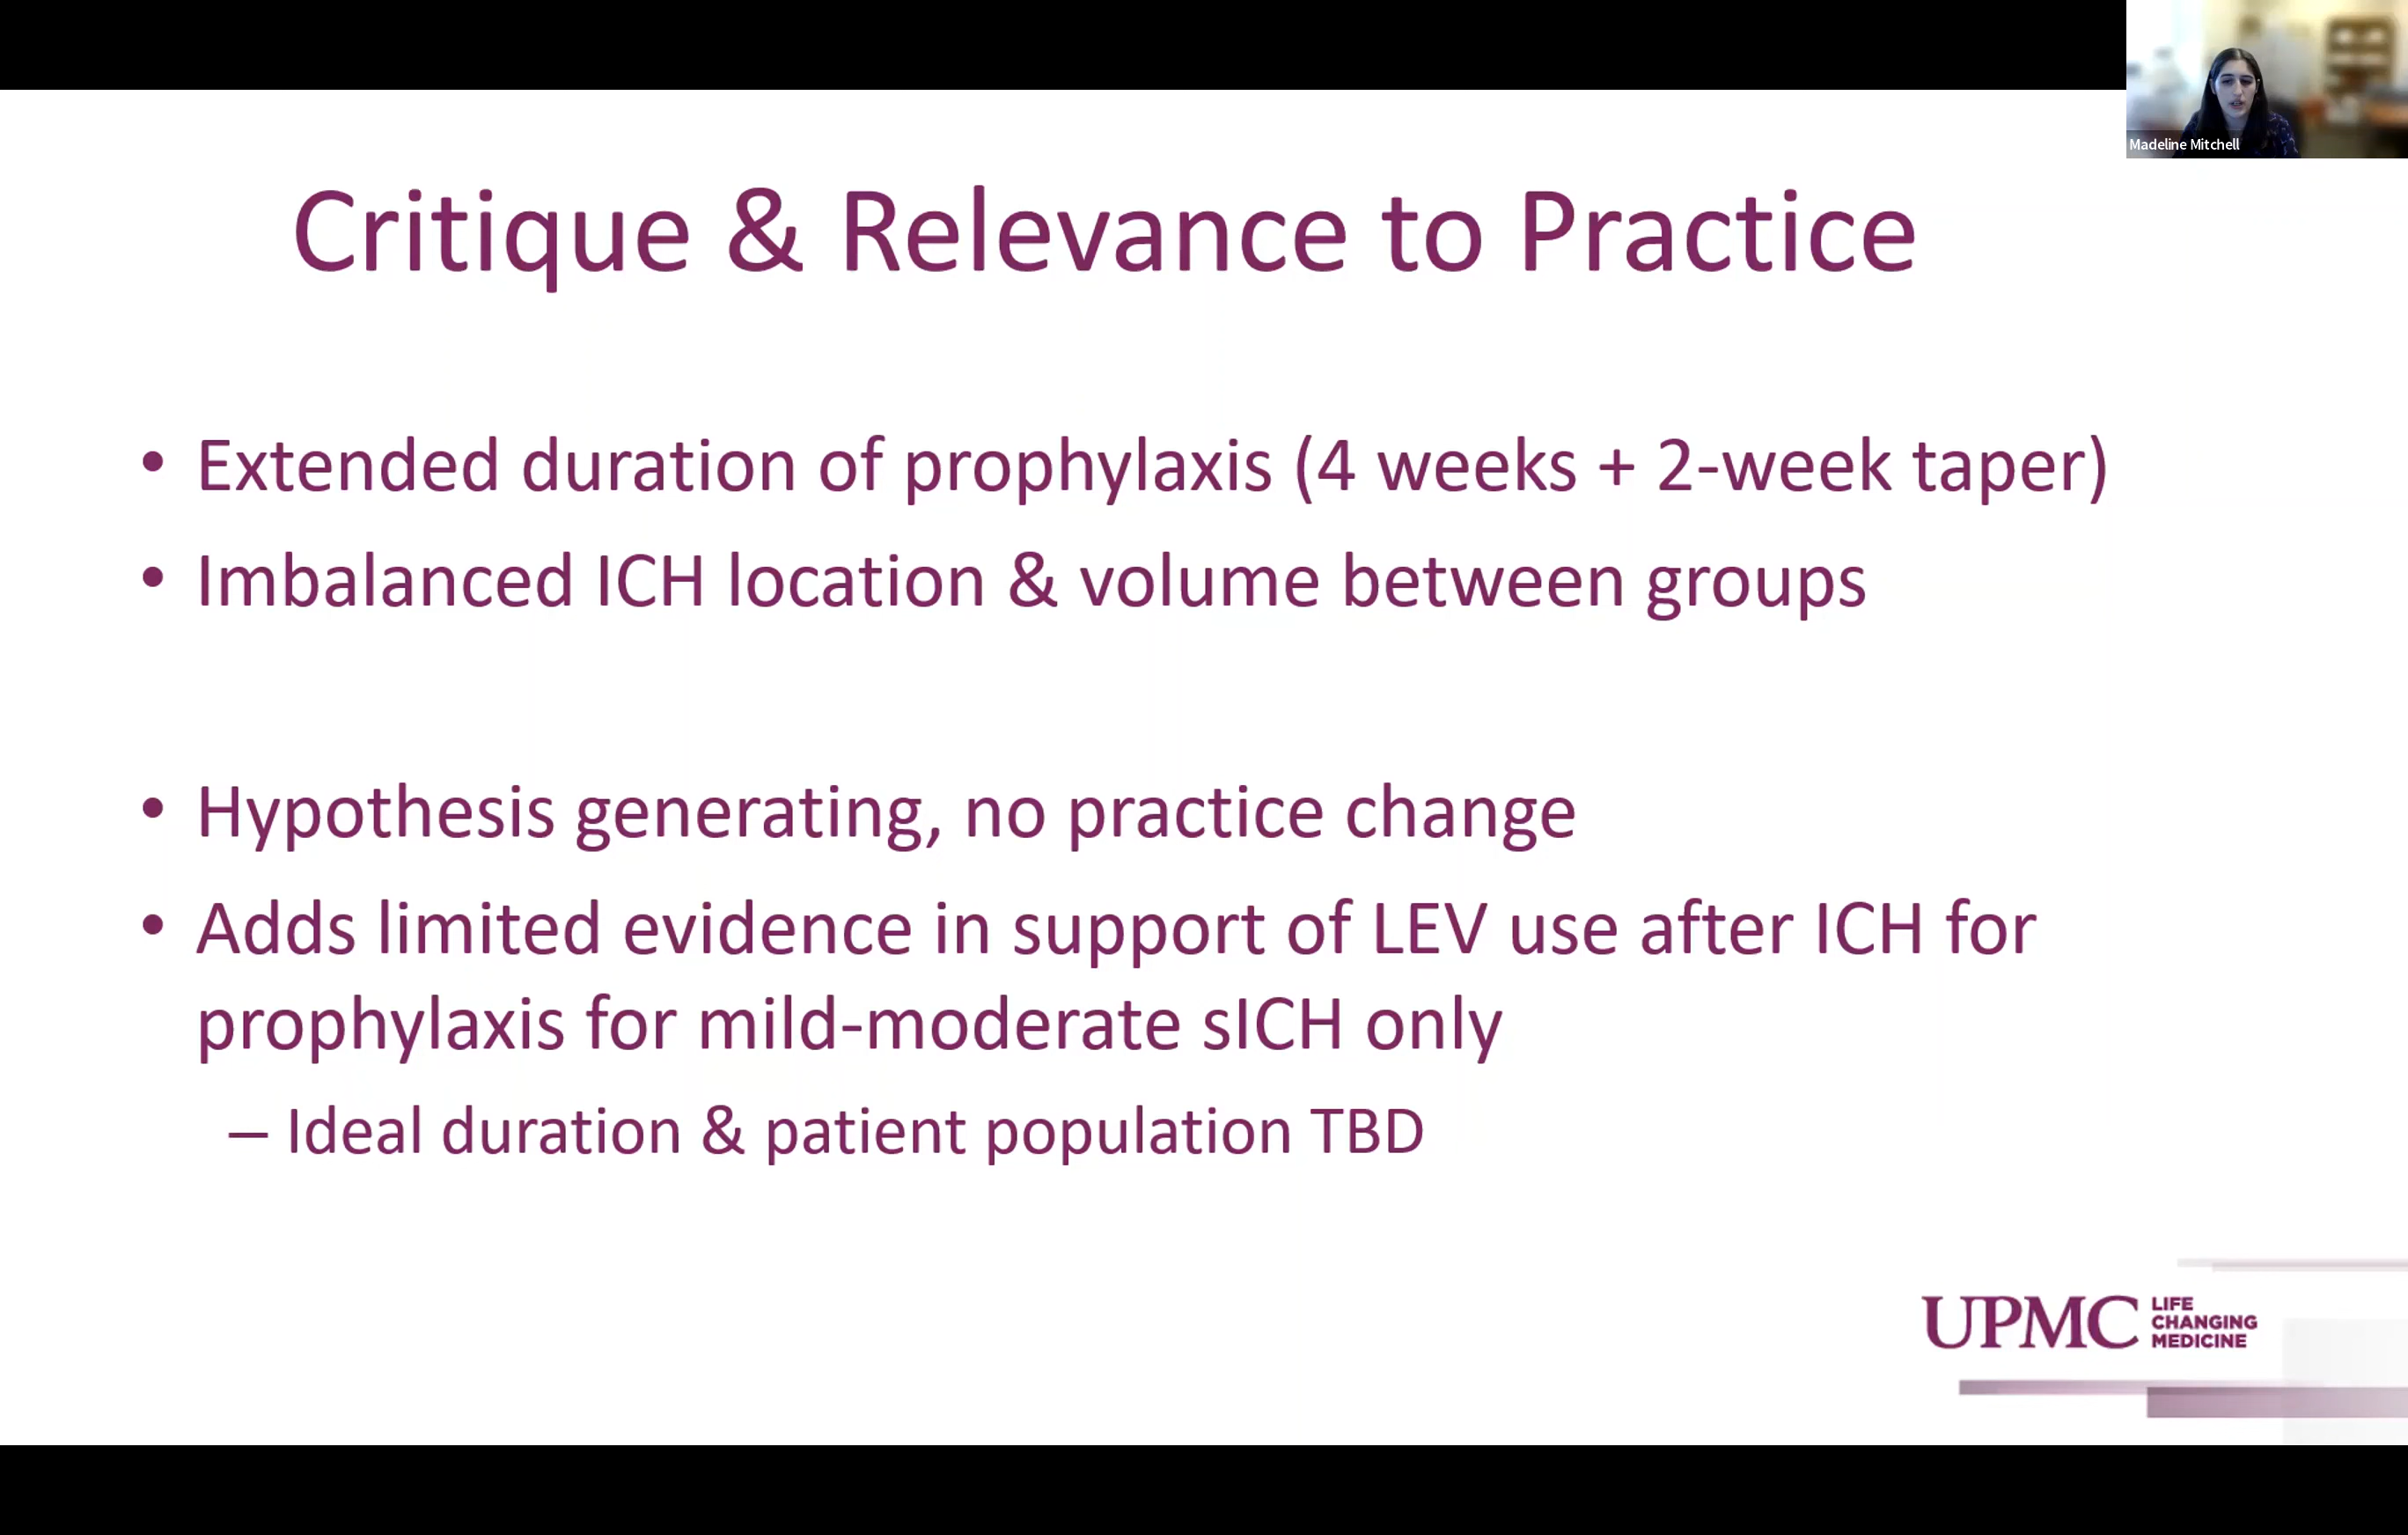 Madeline Mitchell
Critique & Relevance to Practice
• Extended duration of prophylaxis (4 weeks + 2-week taper)
• Imbalanced ICH location & volume between groups
• Hypothesis generating, no practice change
• Adds limited evidence in support of LEV use after ICH for
prophylaxis for mild-moderate sICH only
– Ideal duration & patient population TBD
UPMC
LIFE
CHANGING
MEDICINE